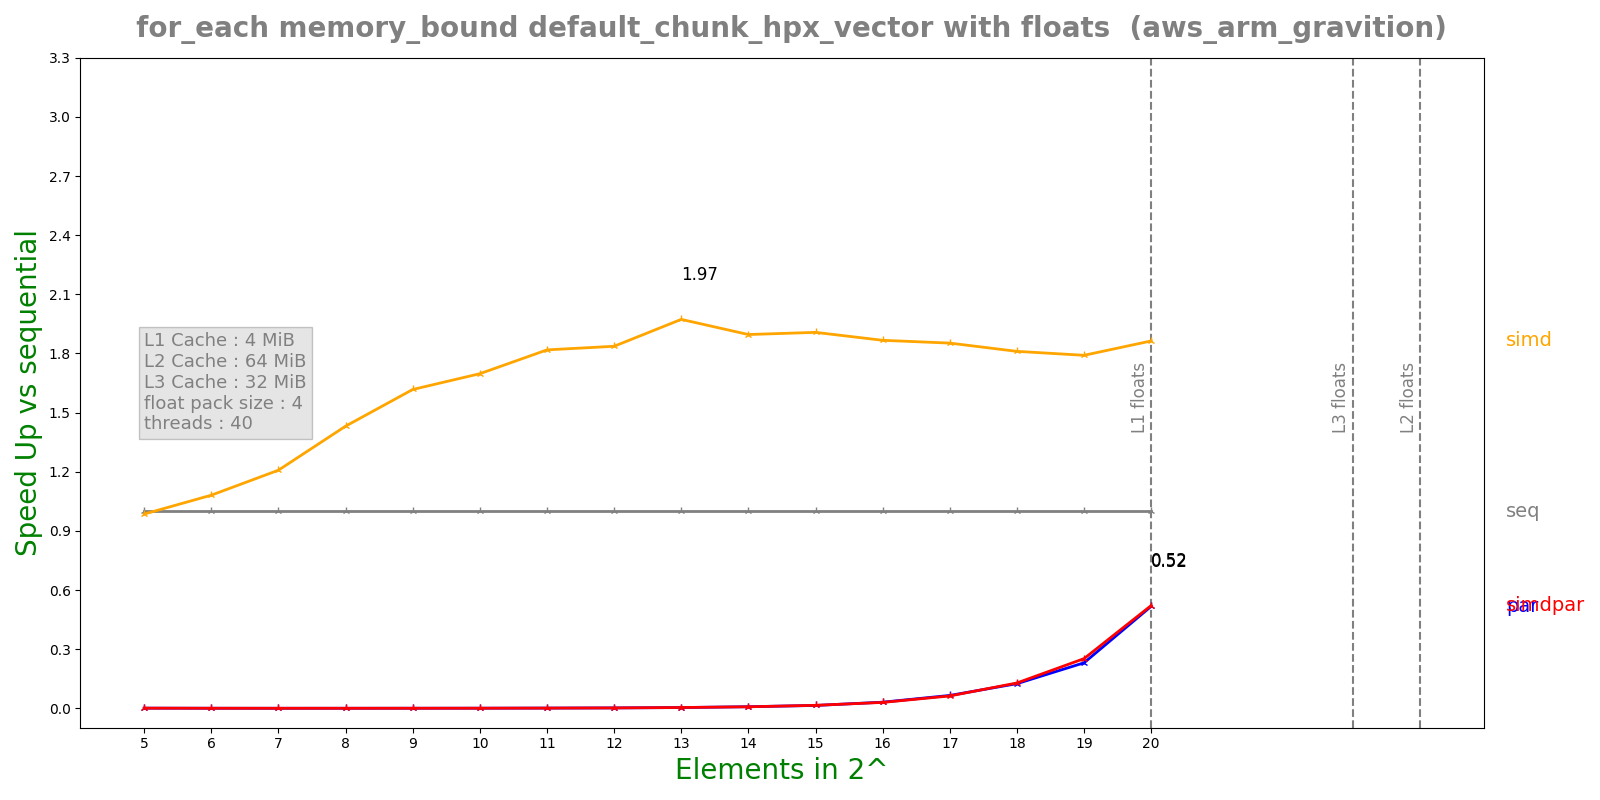 for_each memory_bound default_chunk_hpx_vector with floats (aws_arm_gravition)
Speed Up vs sequential
3.3
3.0
2.7
2.4
2.1
1.8
1.5
1.2
0.9
0.6
0.3
0.0
1.97
L1 Cache : 4 MiB
L2 Cache : 64 MiB
L3 Cache : 32 MiB
float pack size : 4
threads : 40
L1 floats
L3 floats
L2 floats
0.52
simd
seq
par
simdpar
5 6 7 8 9 10 11 12 13 14 15 16 17 18 19 20
Elements in 2^